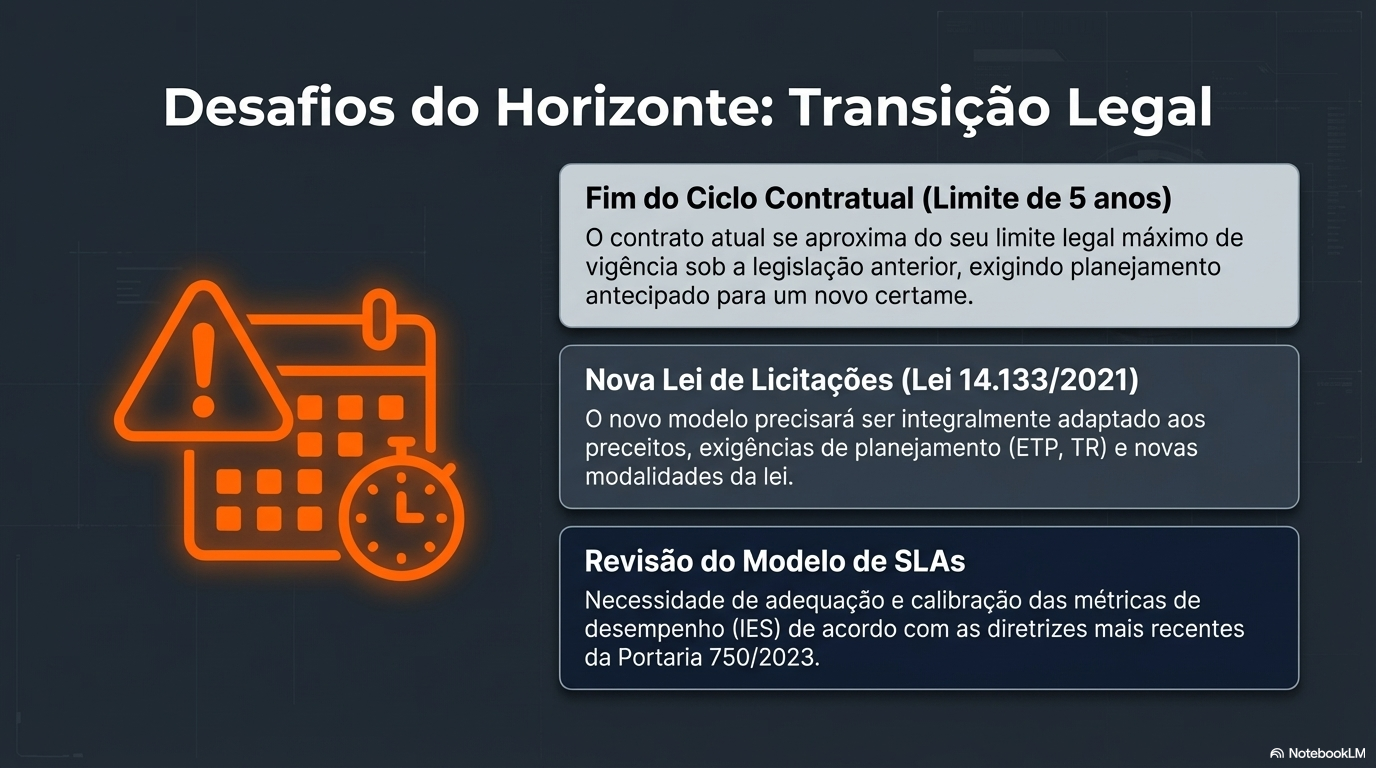 Desafios do Horizonte: Transição Legal
Fim do Ciclo Contratual (Limite de 5 anos)
O contrato atual se aproxima do seu limite legal máximo de
vigência sob a legislação anterior, exigindo planejamento
antecipado para um novo certame.
Nova Lei de Licitações (Lei 14.133/2021)
O novo modelo precisará ser integralmente adaptado aos
preceitos, exigências de planejamento (ETP, TR) e novas
modalidades da lei.
Revisão do Modelo de SLAs
Necessidade de adequação e calibração das métricas de
desempenho (IES) de acordo com as diretrizes mais recentes
da Portaria 750/2023.
NotebookLM